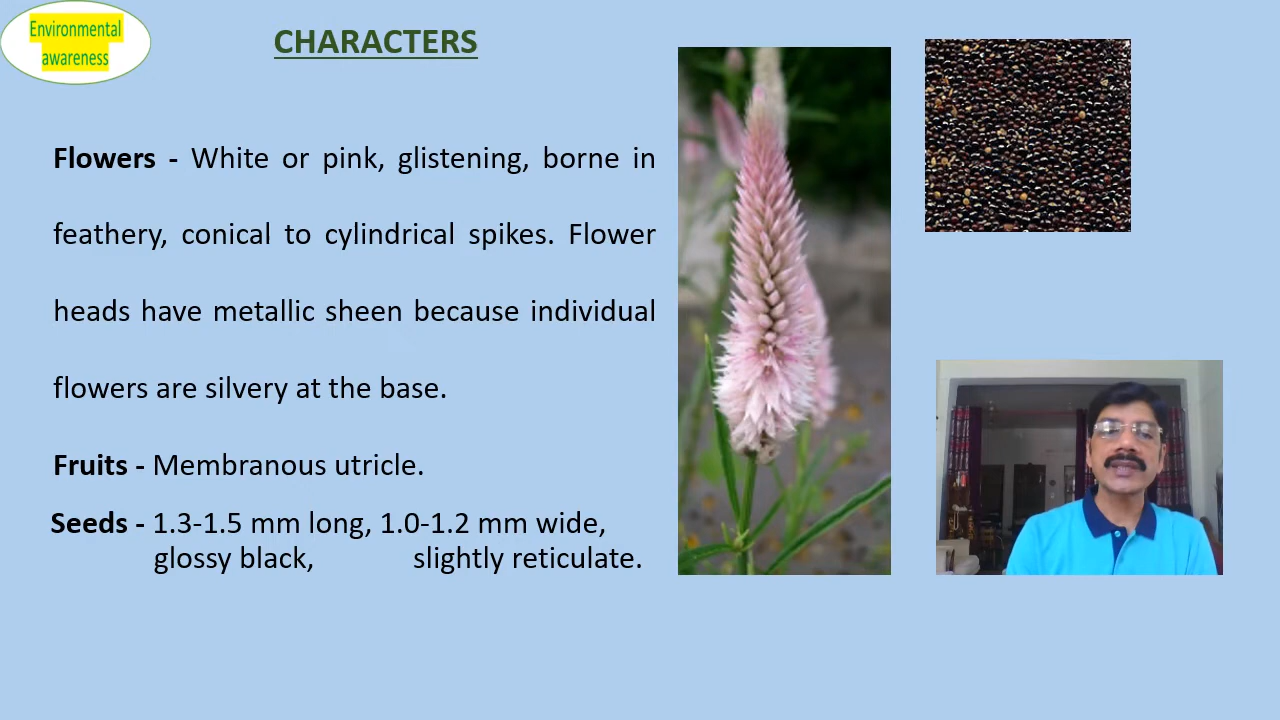 Environmental
awareness
CHARACTERS
Flowers - White or pink, glistening, borne in
feathery, conical to cylindrical spikes. Flower
heads have metallic sheen because individual
flowers are silvery at the base.
Fruits - Membranous utricle.
Seeds - 1.3-1.5 mm long, 1.0-1.2 mm wide,
glossy black, slightly reticulate.